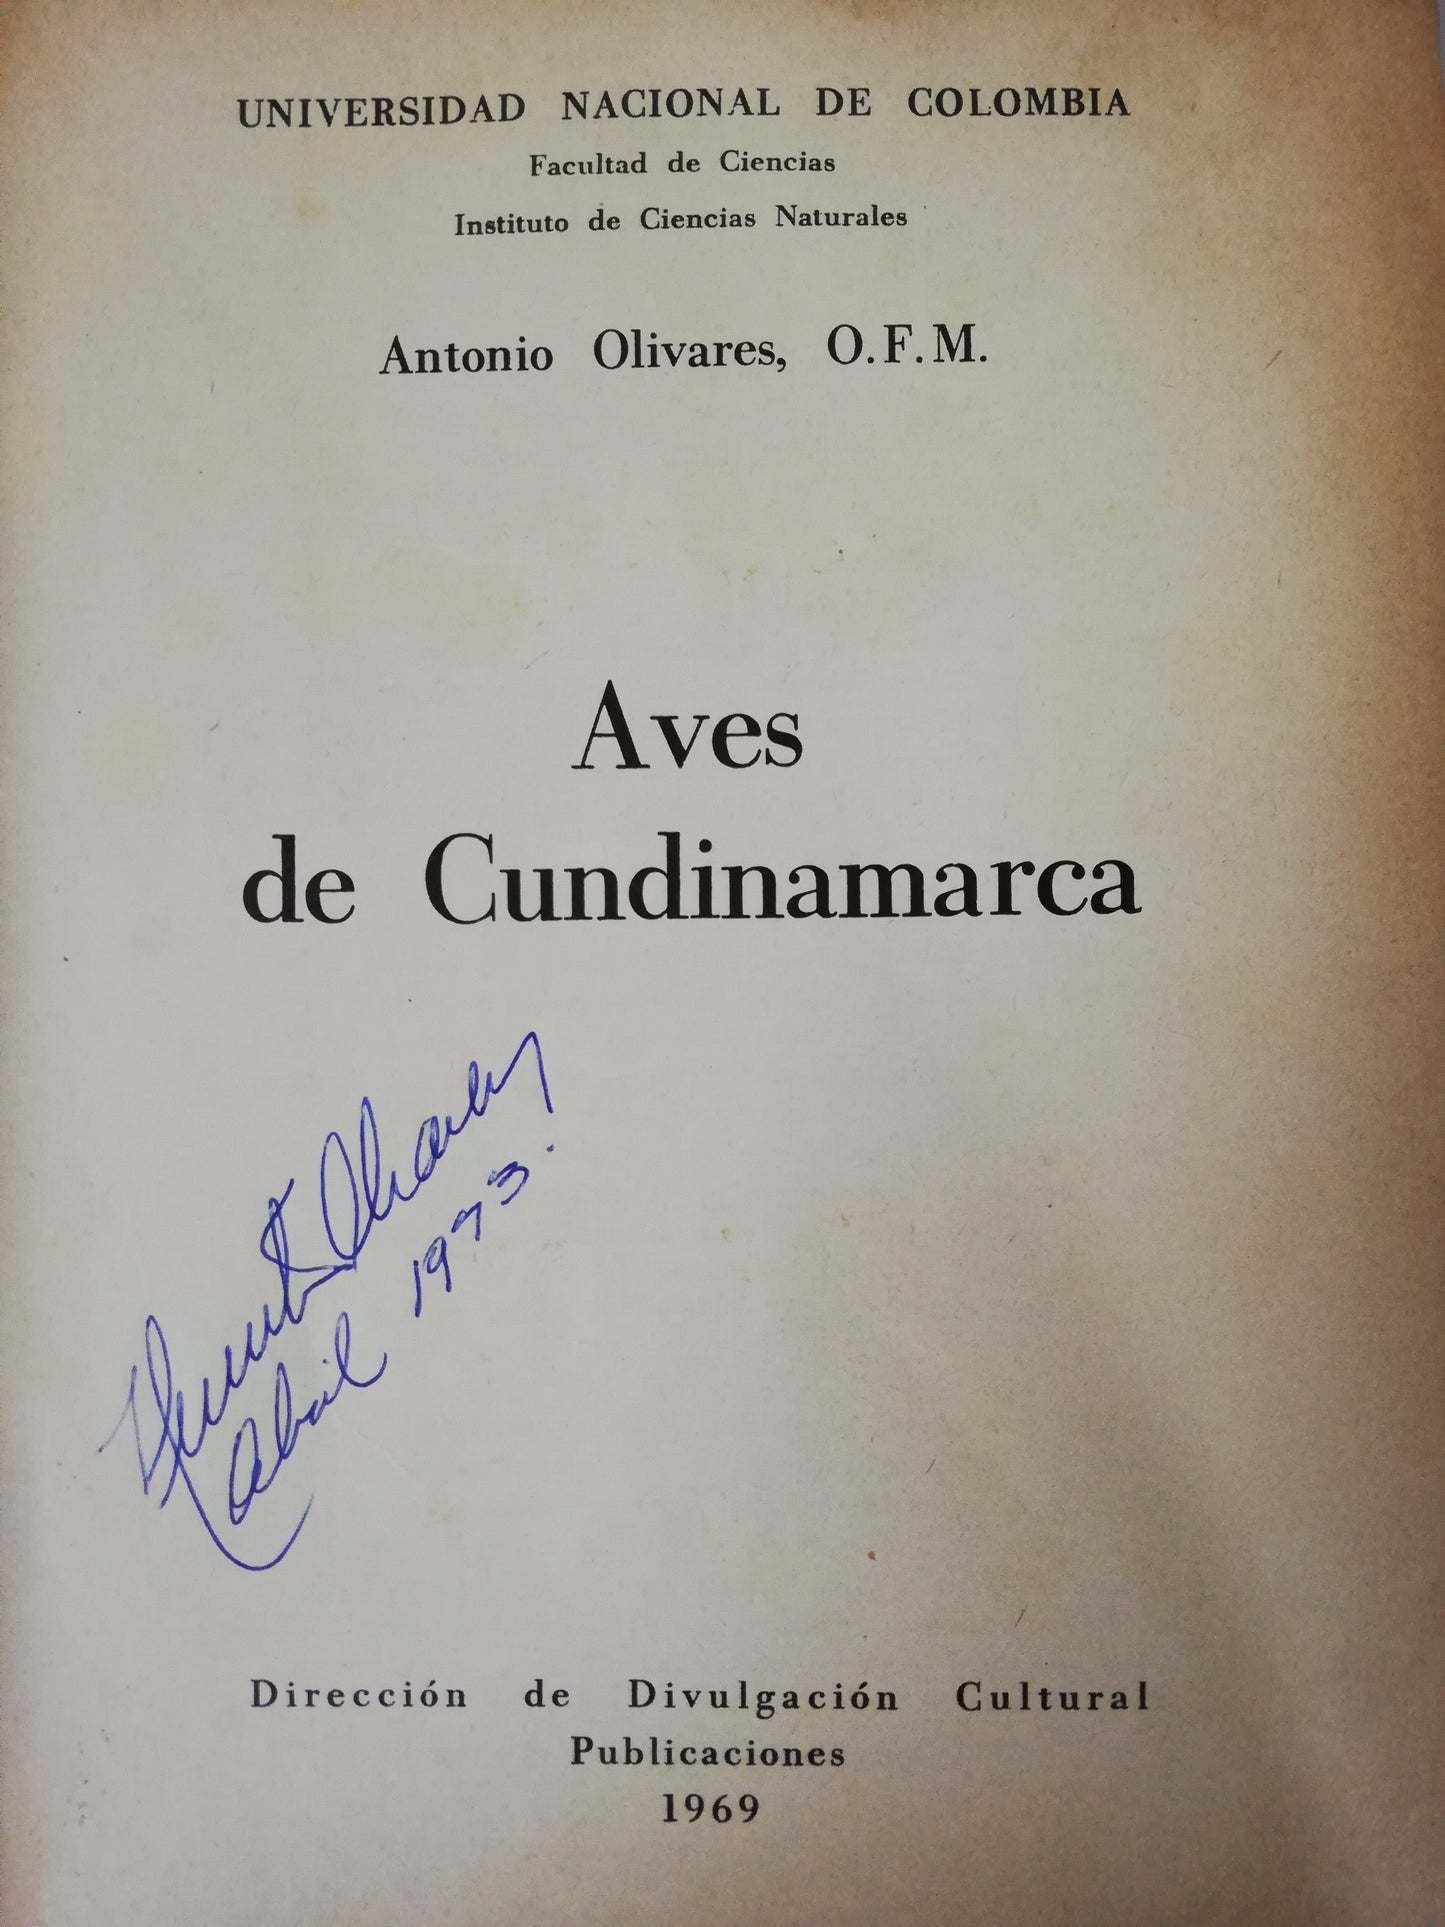 UNIVERSIDAD NACIONAL DE COLOMBIA
Facultad de Ciencias
Instituto de Ciencias Naturales
Antonio Olivares, O.F.M.
Aves
de Cundinamarca
Abril 1973.
Dirección de Divulgación Cultural
Publicaciones
1969